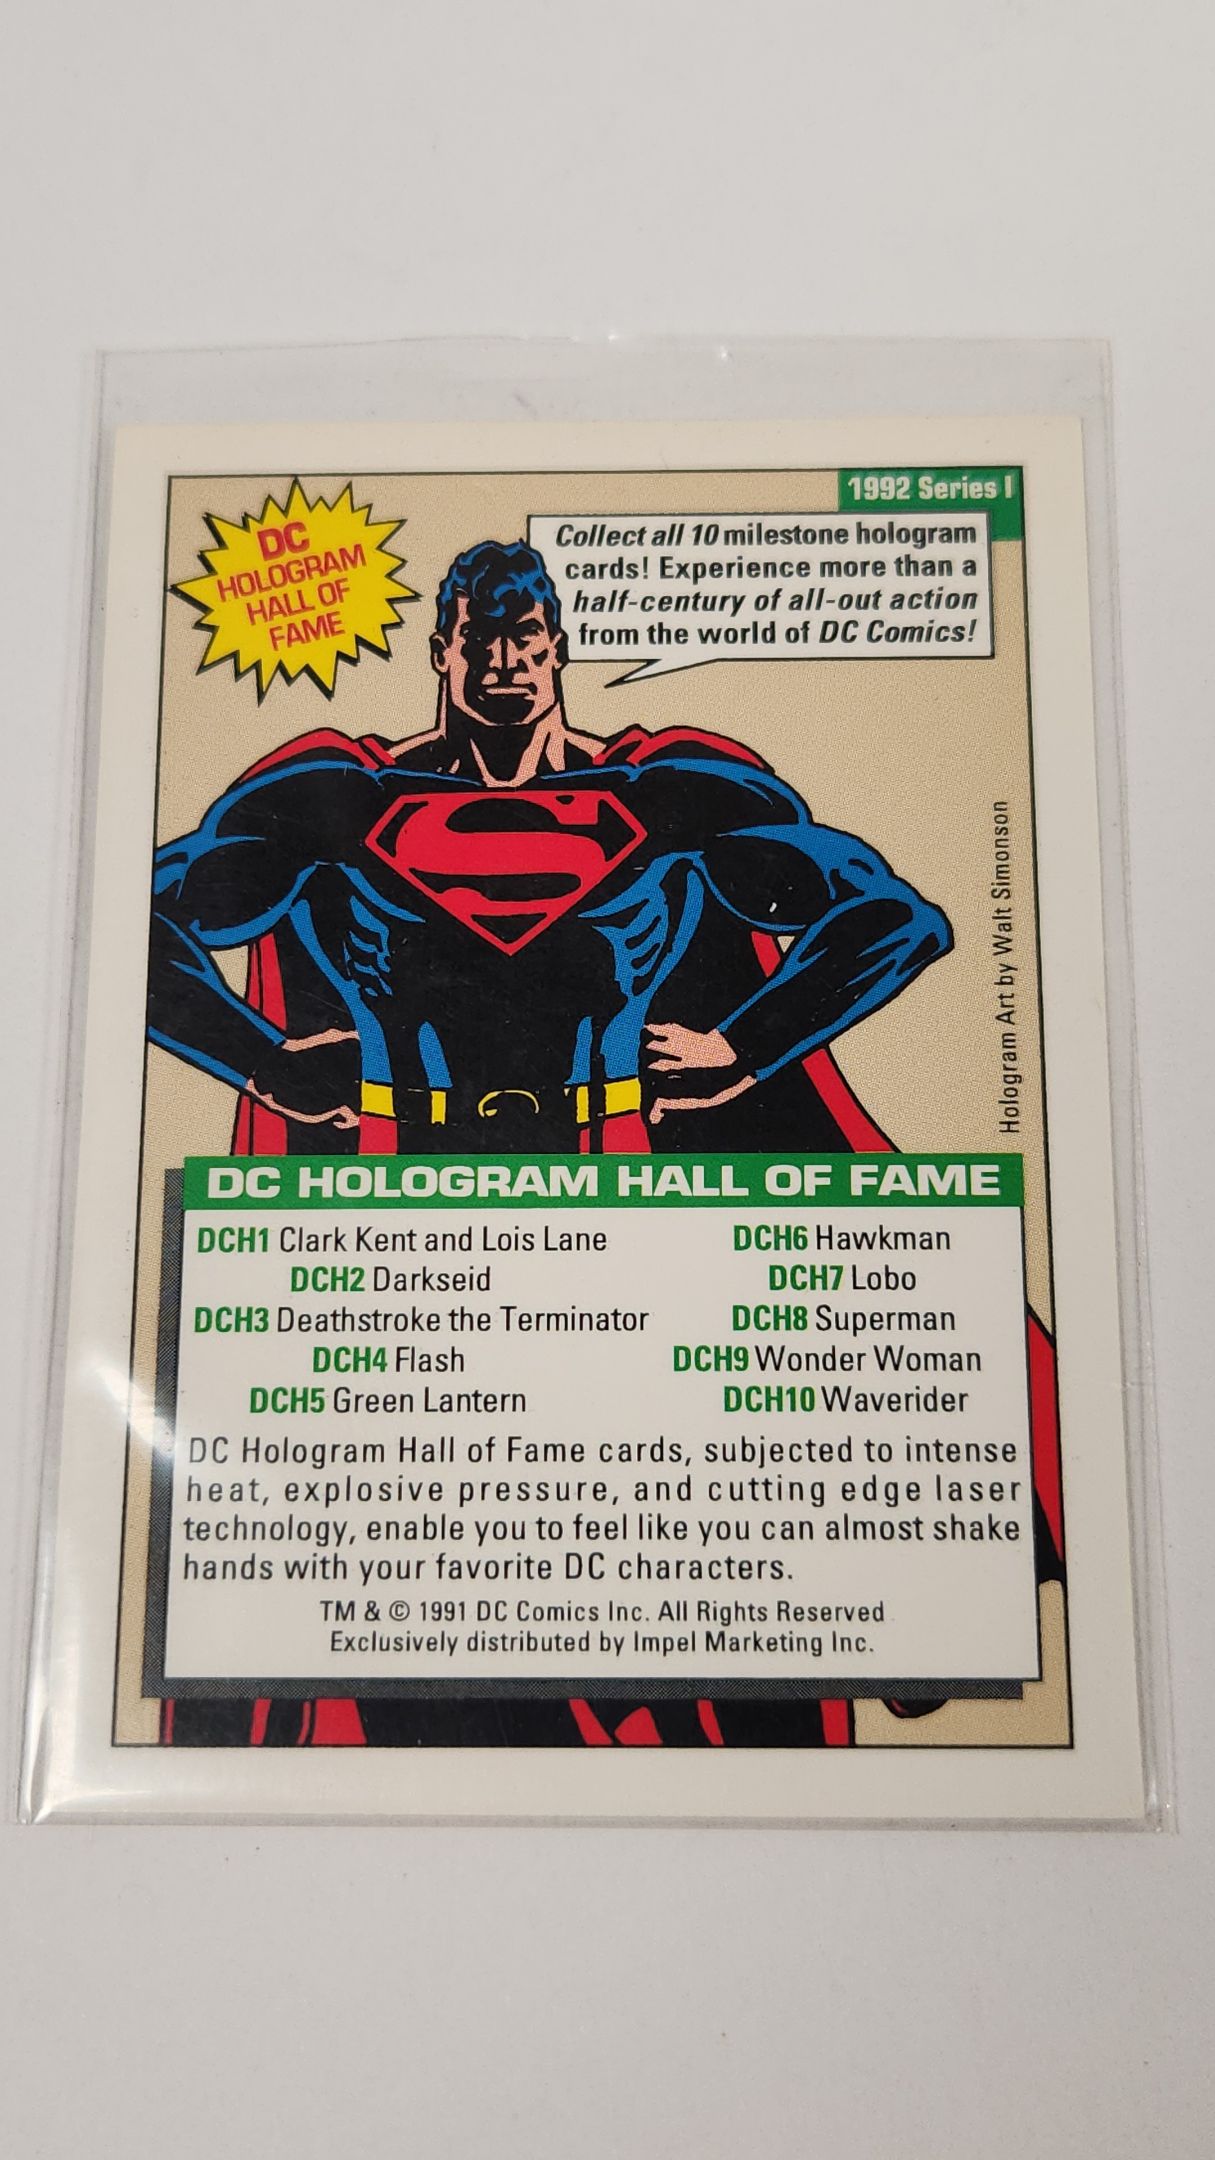 1992 Series I
DC
HOLOGRAM
HALL OF
FAME
Collect all 10 milestone hologram
cards! Experience more than a
half-century of all-out action
from the world of DC Comics!
Hologram Art by Walt Simonson
DC HOLOGRAM HALL OF FAME
DCH1 Clark Kent and Lois Lane
DCH2 Darkseid
DCH3 Deathstroke the Terminator
DCH4 Flash
DCH5 Green Lantern
DCH6 Hawkman
DCH7 Lobo
DCH8 Superman
DCH9 Wonder Woman
DCH10 Waverider
DC Hologram Hall of Fame cards, subjected to intense
heat, explosive pressure, and cutting edge laser
technology, enable you to feel like you can almost shake
hands with your favorite DC characters.
TM & © 1991 DC Comics Inc. All Rights Reserved
Exclusively distributed by Impel Marketing Inc.